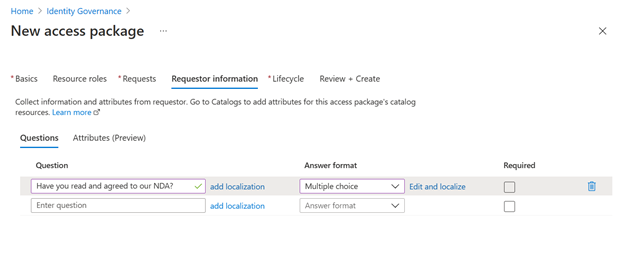 Home > Identity Governance >
New access package ...
* Basics Resource roles * Requests Requestor information * Lifecycle Review + Create
Collect information and attributes from requestor. Go to Catalogs to add attributes for this access package's catalog
resources. Learn more
Questions Attributes (Preview)
Question Answer format Required
Have you read and agreed to our NDA? add localization Multiple choice Edit and localize
Enter question add localization Answer format